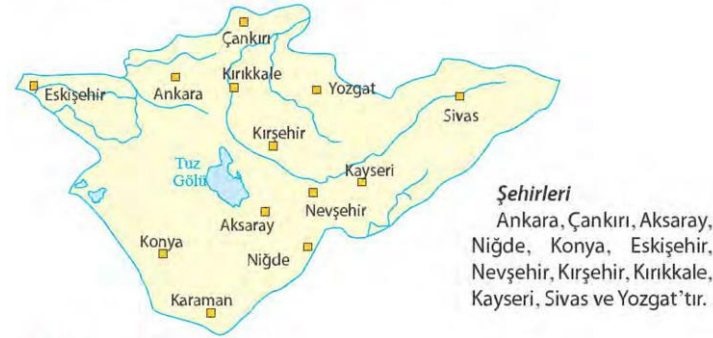 Çankırı
Eskişehir
Ankara
Kırıkkale
Yozgat
Sivas
Kırşehir
Tuz
Gölü
Kayseri
Nevşehir
Aksaray
Konya
Niğde
Karaman
Şehirleri
Ankara, Çankırı, Aksaray,
Niğde, Konya, Eskişehir,
Nevşehir, Kırşehir, Kırıkkale,
Kayseri, Sivas ve Yozgat'tır.